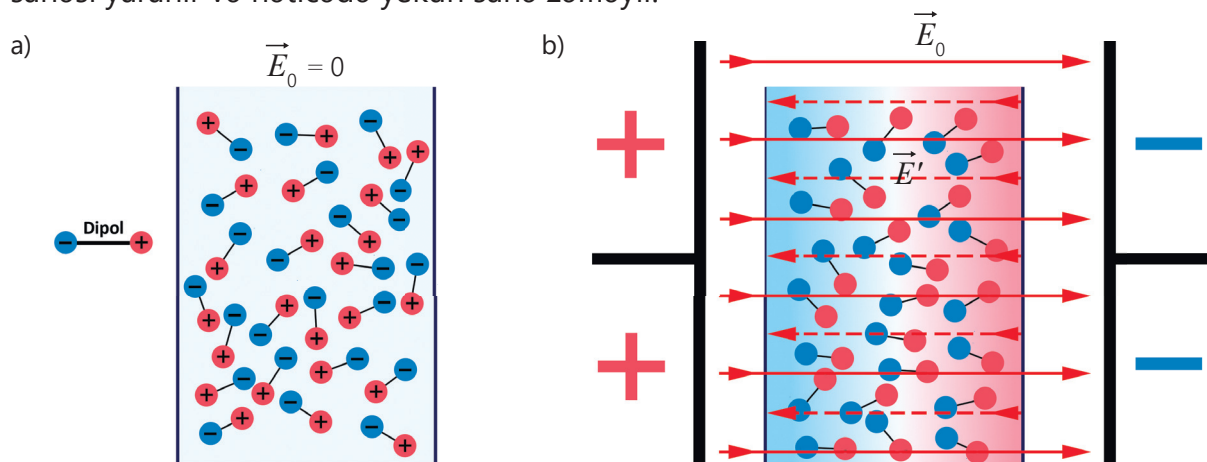 a)
E⃗₀ = 0
Dipol
b)
E⃗₀
E⃗′